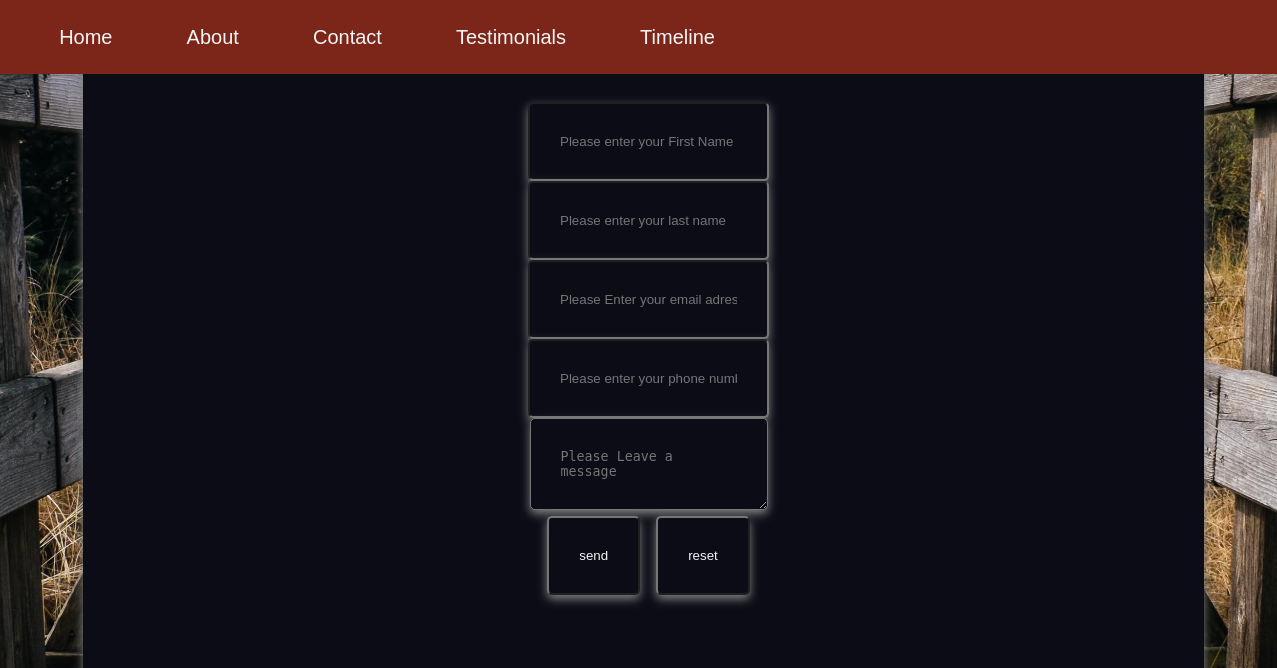 Home About Contact Testimonials Timeline
Please enter your First Name
Please enter your last name
Please Enter your email adres
Please enter your phone num
Please Leave a
message
send reset